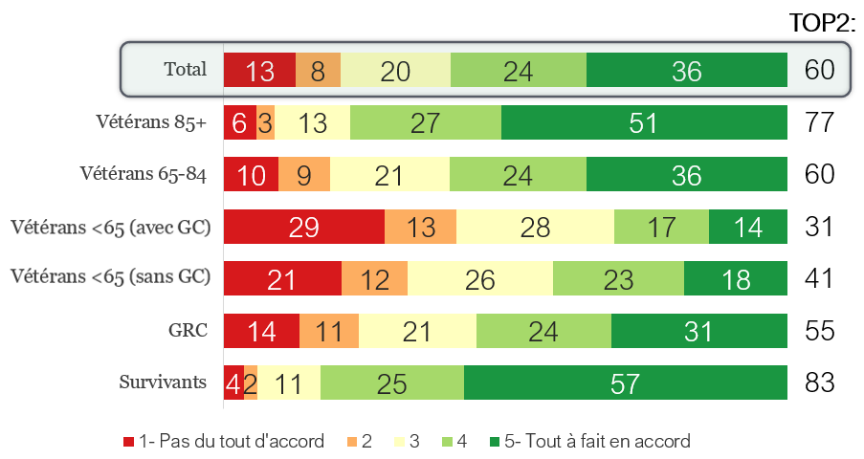 TOP2:
Total 13 8 20 24 36 60
Vétérans 85+ 6 3 13 27 51 77
Vétérans 65-84 10 9 21 24 36 60
Vétérans <65 (avec GC) 29 13 28 17 14 31
Vétérans <65 (sans GC) 21 12 26 23 18 41
GRC 14 11 21 24 31 55
Survivants 4 2 11 25 57 83
1- Pas du tout d'accord 2 3 4 5- Tout à fait en accord